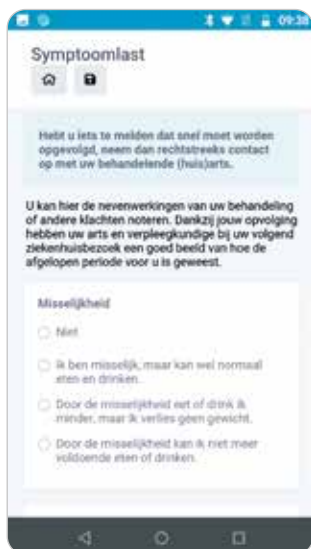 09:38
Symptoomlast
Hebt u iets te melden dat snel moet worden
opgevolgd, neem dan rechtstreeks contact
op met uw behandelende (huis)arts.
U kan hier de nevenwerkingen van uw behandeling
of andere klachten noteren. Dankzij jouw opvolging
hebben uw arts en verpleegkundige bij uw volgend
ziekenhuisbezoek een goed beeld van hoe de
afgelopen periode voor u is geweest.
Misselijkheid
Niet
Ik ben misselijk, maar kan wel normaal
eten en drinken.
Door de misselijkheid eet of drink ik
minder, maar ik verlies geen gewicht.
Door de misselijkheid kan ik niet meer
voldoende eten of drinken.